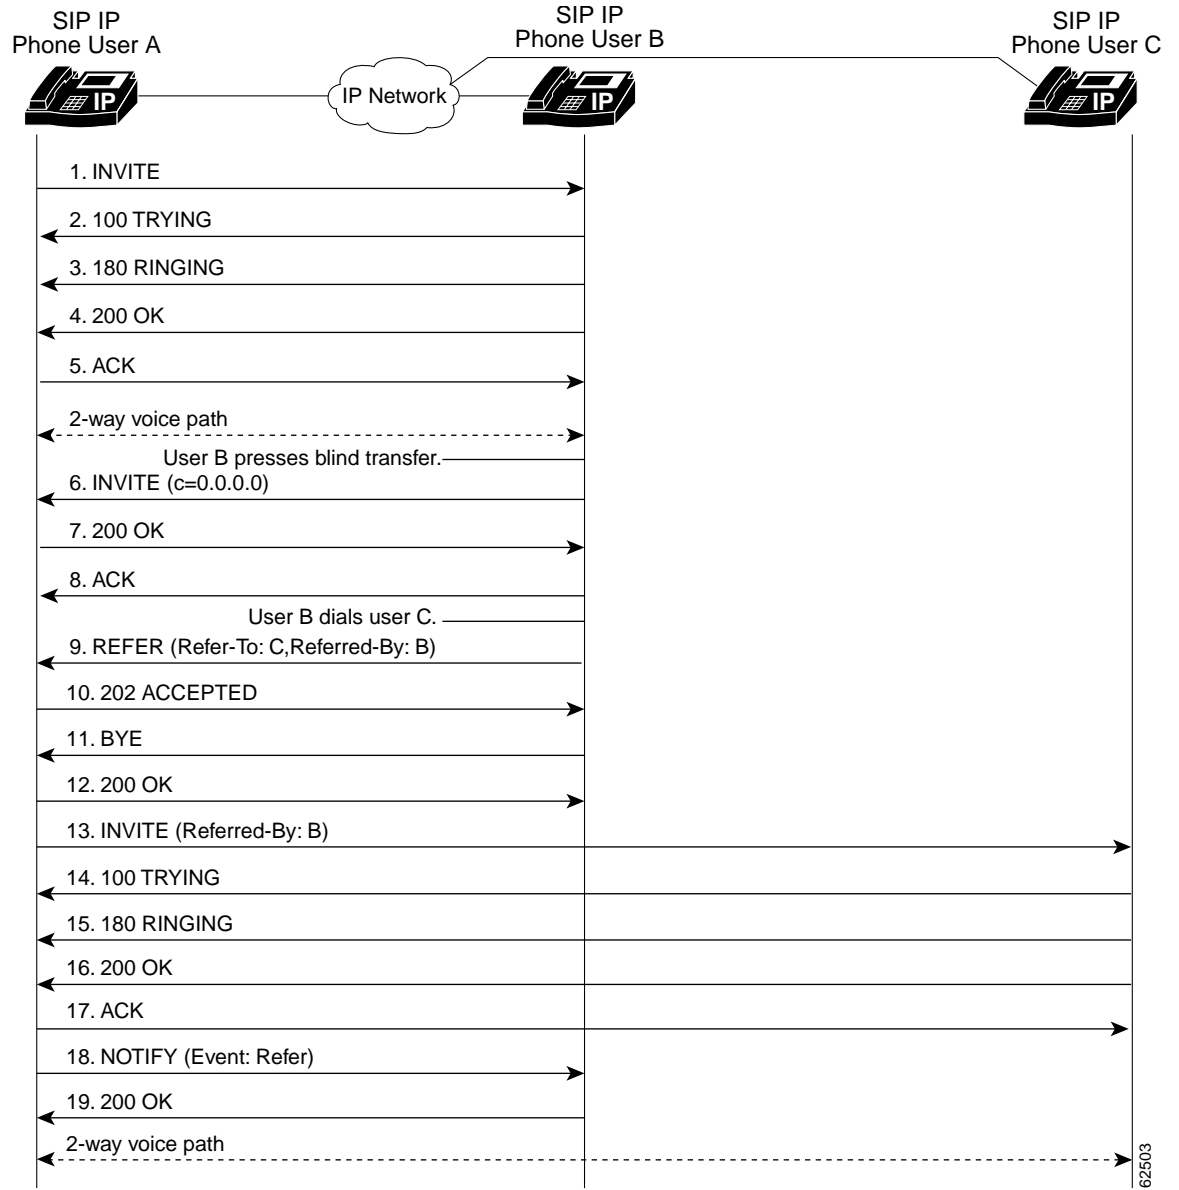 SIP IP
Phone User A
SIP IP
Phone User B
SIP IP
Phone User C
IP
IP Network
IP
IP
1. INVITE
2. 100 TRYING
3. 180 RINGING
4. 200 OK
5. ACK
2-way voice path
User B presses blind transfer.
6. INVITE (c=0.0.0.0)
7. 200 OK
8. ACK
User B dials user C.
9. REFER (Refer-To: C,Referred-By: B)
10. 202 ACCEPTED
11. BYE
12. 200 OK
13. INVITE (Referred-By: B)
14. 100 TRYING
15. 180 RINGING
16. 200 OK
17. ACK
18. NOTIFY (Event: Refer)
19. 200 OK
2-way voice path
62503